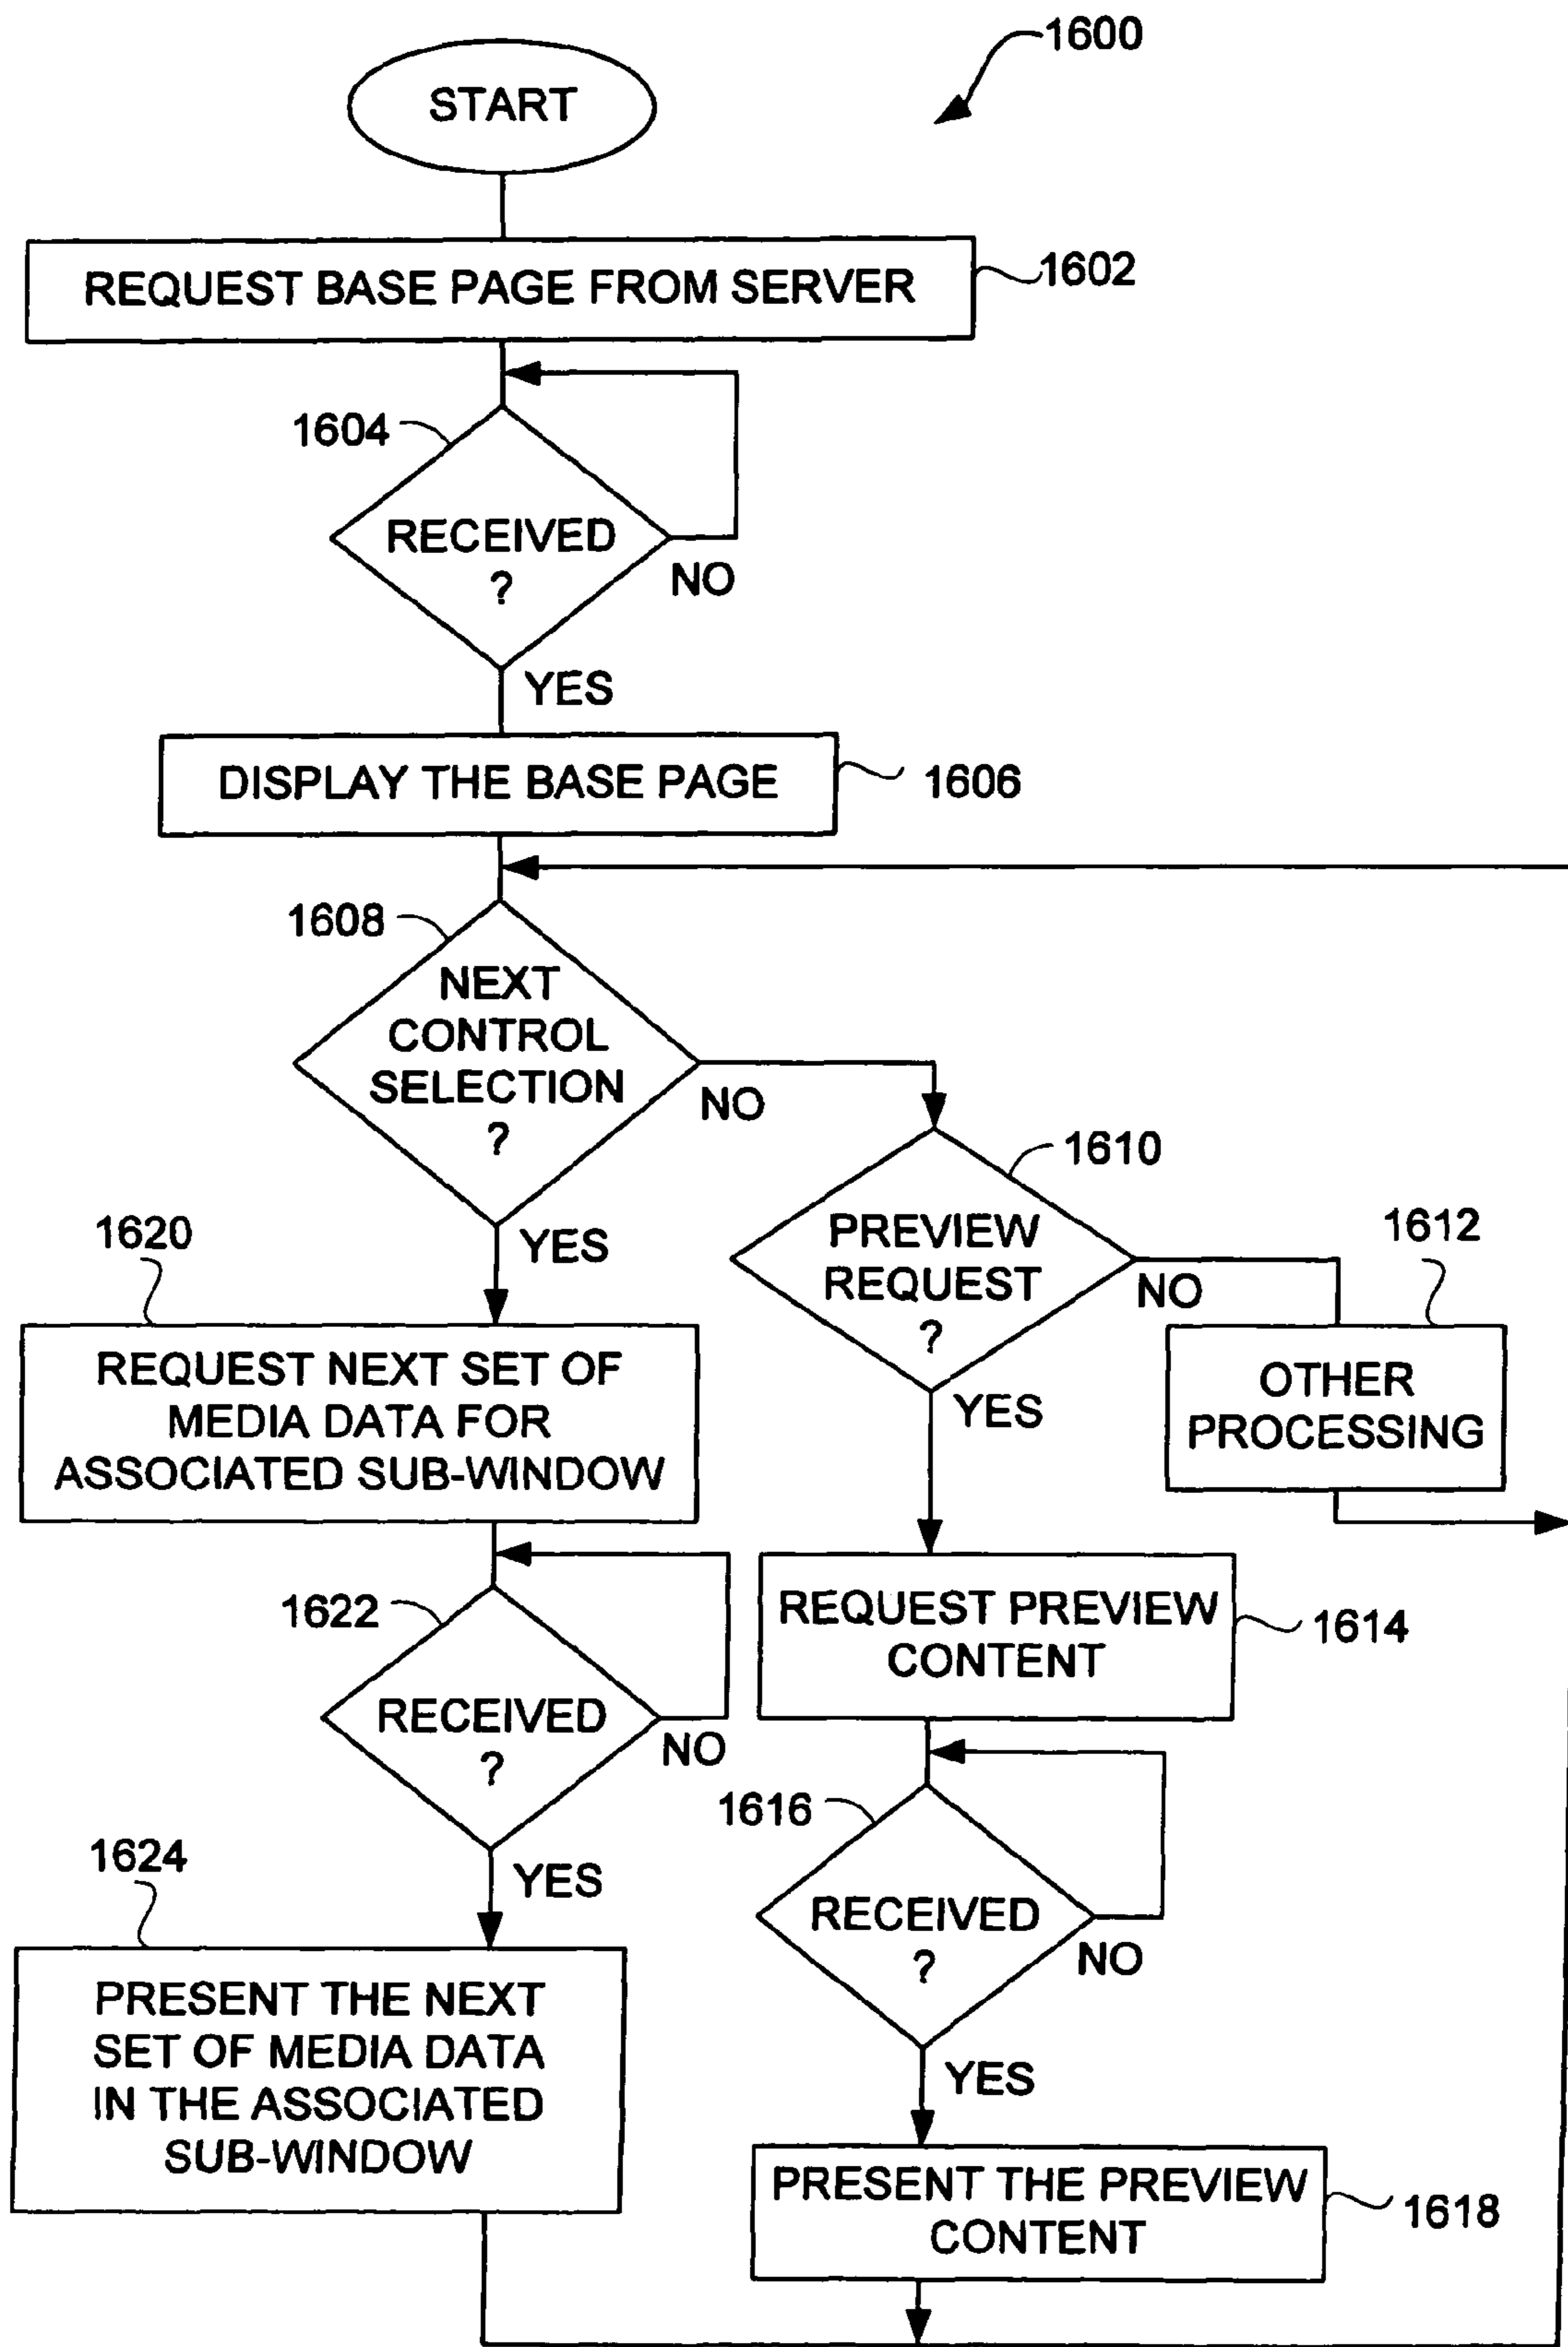 1600
START
REQUEST BASE PAGE FROM SERVER
1602
1604
RECEIVED
?
NO
YES
DISPLAY THE BASE PAGE
1606
1608
NEXT
CONTROL
SELECTION
?
NO
YES
1610
PREVIEW
REQUEST
?
NO
YES
1612
OTHER
PROCESSING
1620
REQUEST NEXT SET OF
MEDIA DATA FOR
ASSOCIATED SUB-WINDOW
1622
RECEIVED
?
NO
YES
REQUEST PREVIEW
CONTENT
1614
1616
RECEIVED
?
NO
YES
1624
PRESENT THE NEXT
SET OF MEDIA DATA
IN THE ASSOCIATED
SUB-WINDOW
PRESENT THE PREVIEW
CONTENT
1618